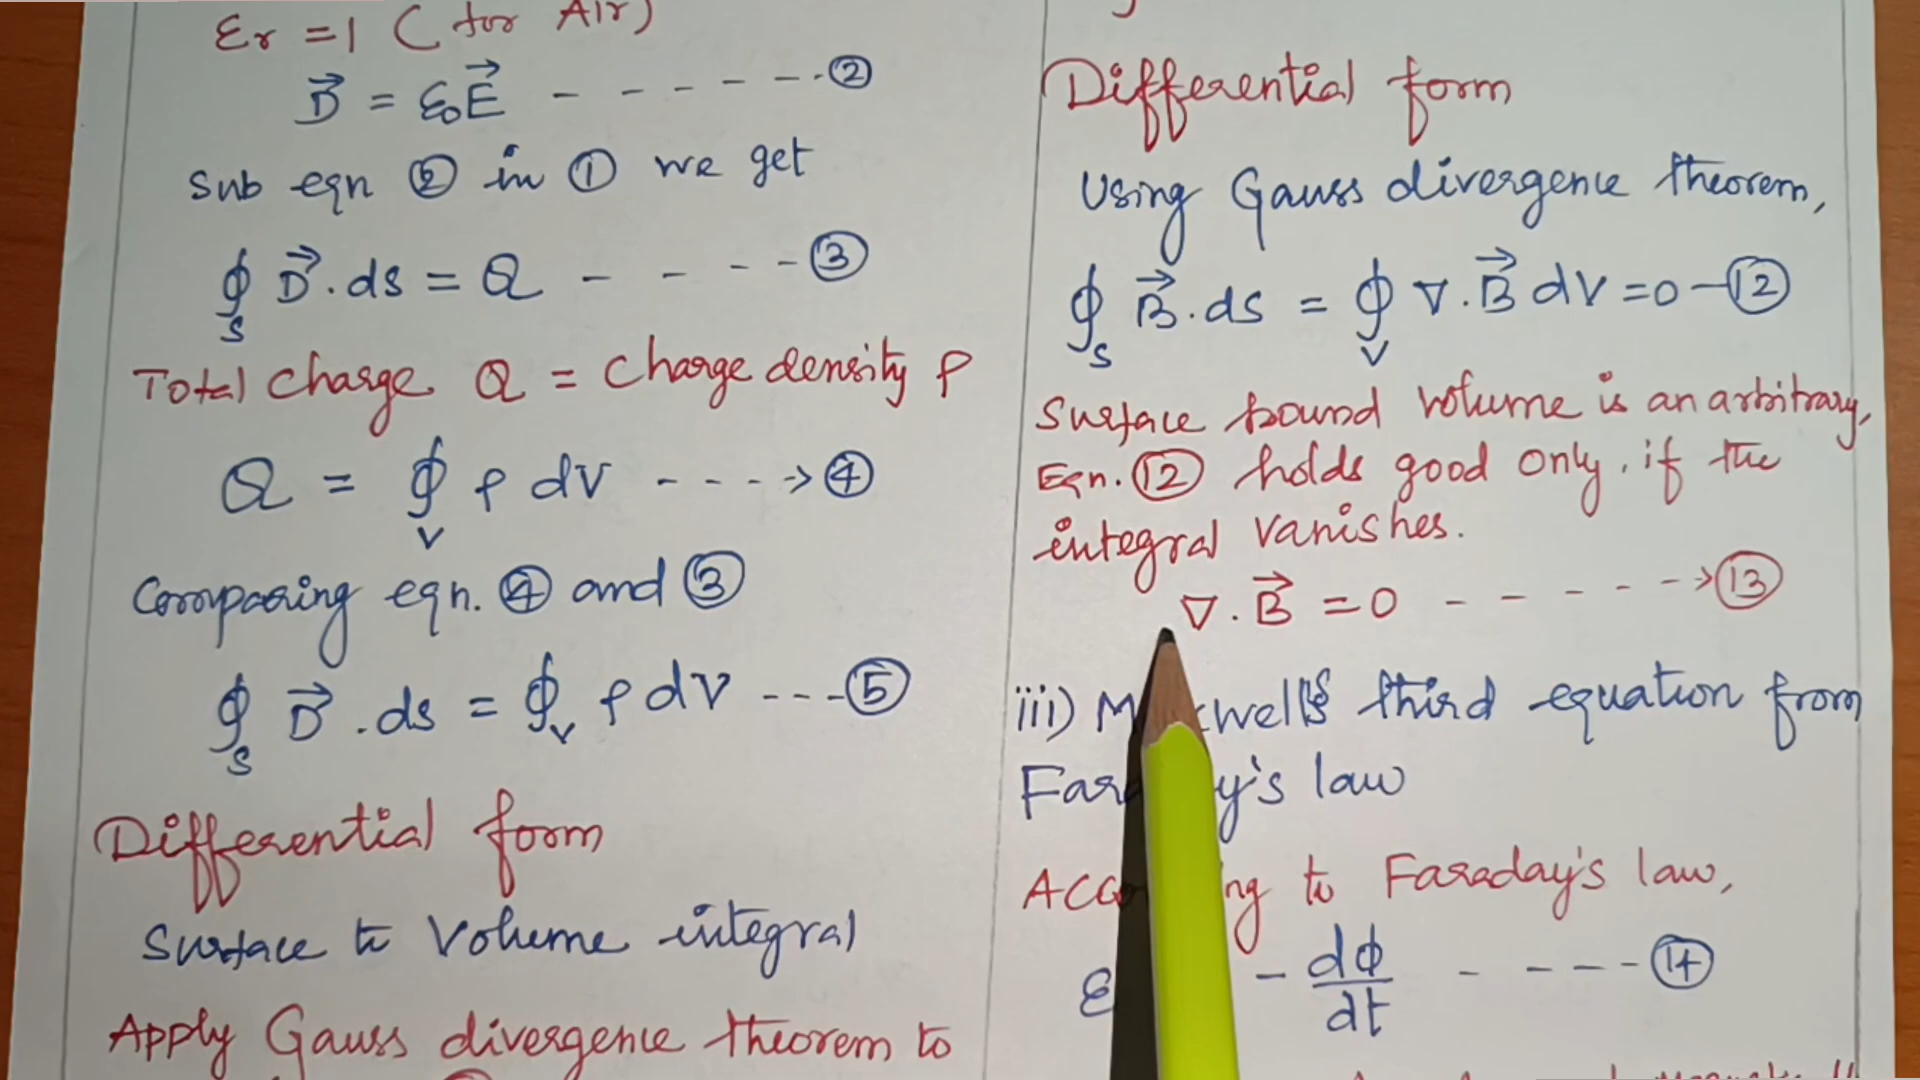 εr = 1 (for Air)
D⃗ = ε₀E⃗ - - - - - - ②
Sub eqn ② in ① we get
∮s D⃗ . ds = Q - - - - ③
Total charge Q = Charge density ρ
Q = ∮v ρ dV - - - -> ④
Comparing eqn. ④ and ③
∮s D⃗ . ds = ∮v ρ dV - - - ⑤
Differential form
Surface to Volume integral
Apply Gauss divergence theorem to
Differential form
Using Gauss divergence theorem,
∮s B⃗ . ds = ∮v ∇ . B⃗ dV = 0 — ⑫
Surface bound volume is an arbitrary,
Eqn. ⑫ holds good only, if the
integral vanishes.
∇ . B⃗ = 0 - - - - - -> ⑬
iii) Maxwell's third equation from
Faraday's law
According to Faraday's law,
ε - dϕ/dt - - - - - ⑭